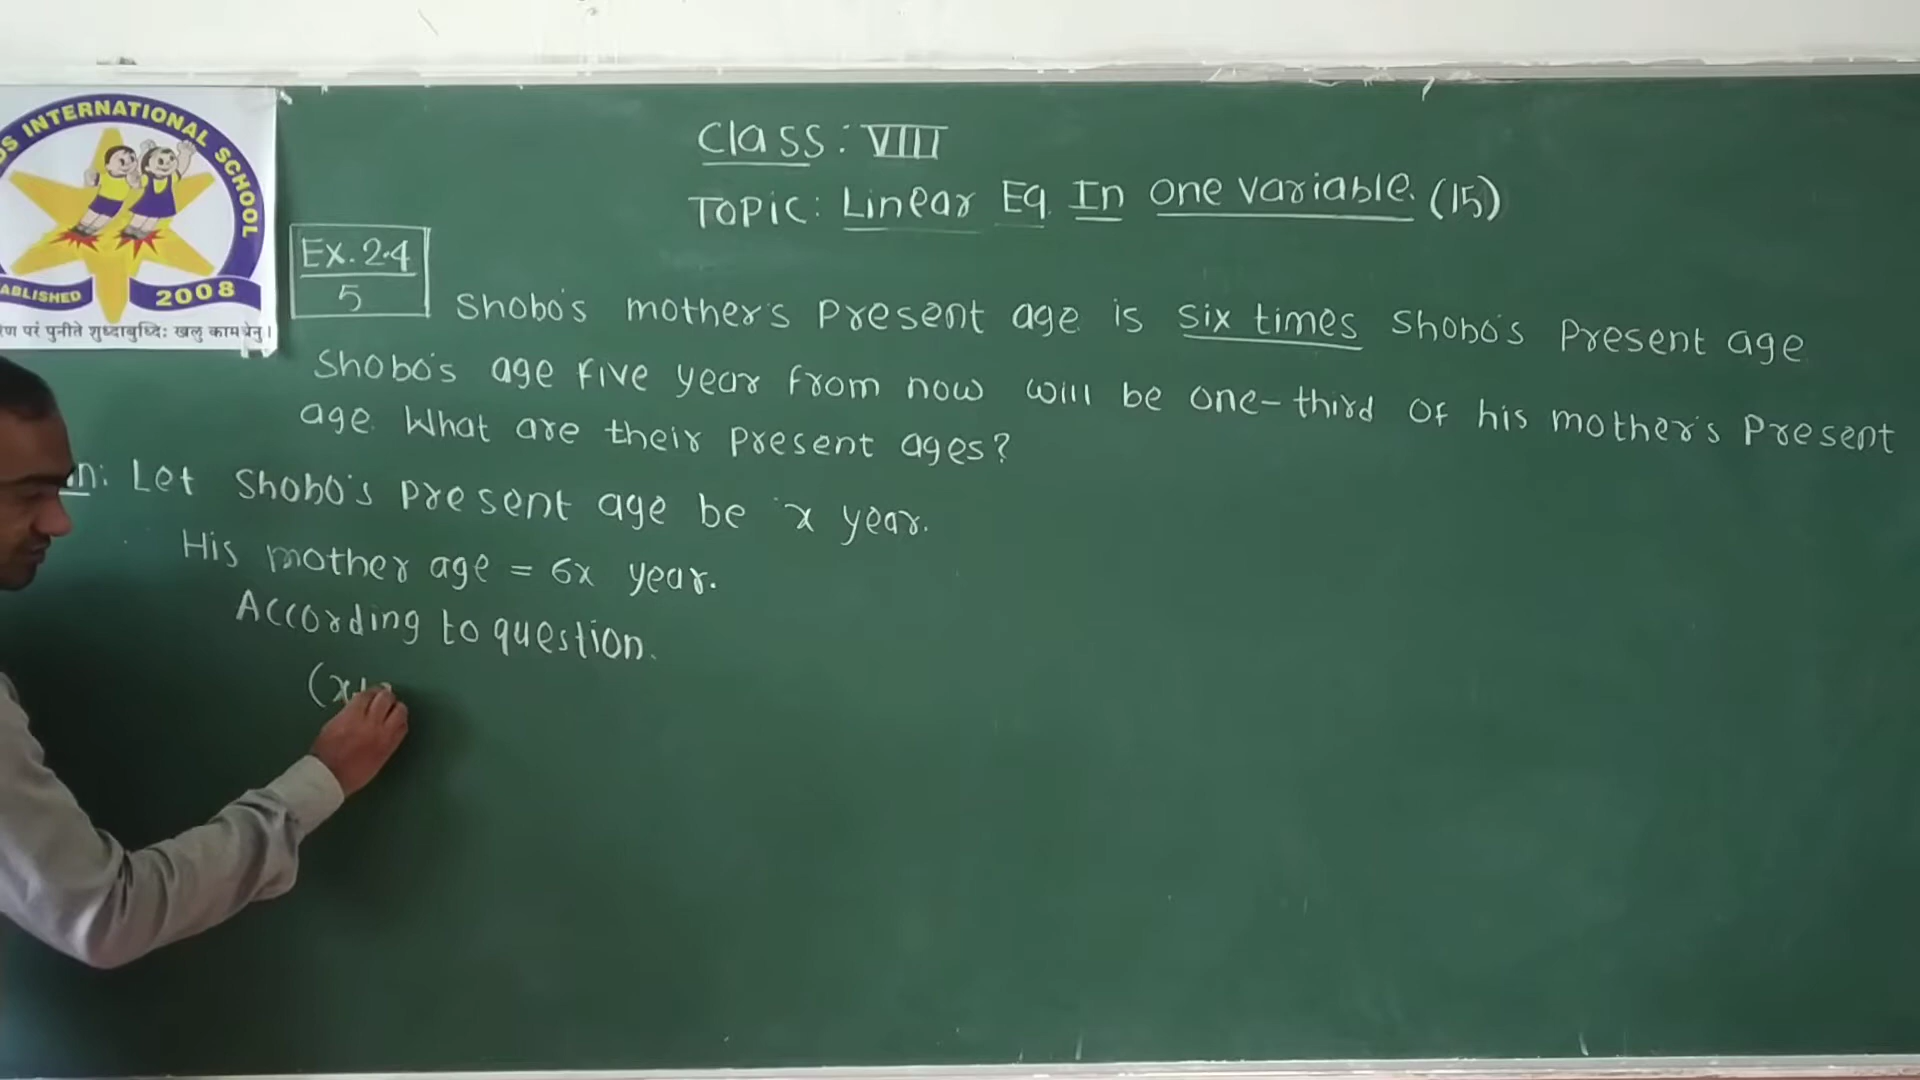 INTERNATIONAL SCHOOL
2008
परं पुनीते शुध्दाबुध्दि: खलु
Class: VIII
TOPIC: Linear Eq. In One Variable. (15)
Ex. 2.4
5
Shobo's mother's Present age is six times Shobo's Present age
Shobo's age Five year from now will be one-third of his mother's Present
age. What are their Present ages?
Let Shobo's Present age be x year.
His mother age = 6x year.
According to question.
(x+